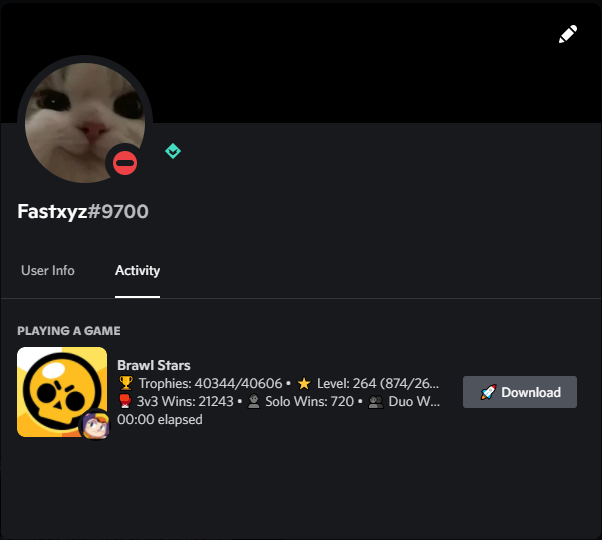 Fastxyz#9700
User Info Activity
PLAYING A GAME
Brawl Stars
🏆 Trophies: 40344/40606 • ⭐ Level: 264 (874/26...
🥊 3v3 Wins: 21243 • Solo Wins: 720 • Duo W...
00:00 elapsed
🚀 Download